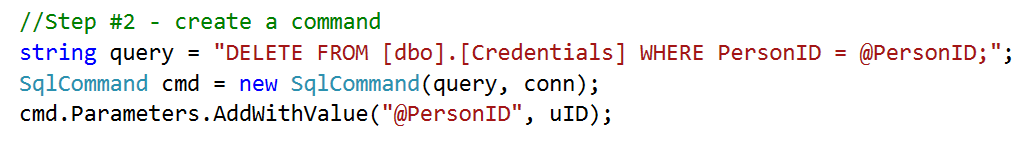 //Step #2 - create a command
string query = "DELETE FROM [dbo].[Credentials] WHERE PersonID = @PersonID;";
SqlCommand cmd = new SqlCommand(query, conn);
cmd.Parameters.AddWithValue("@PersonID", uID);